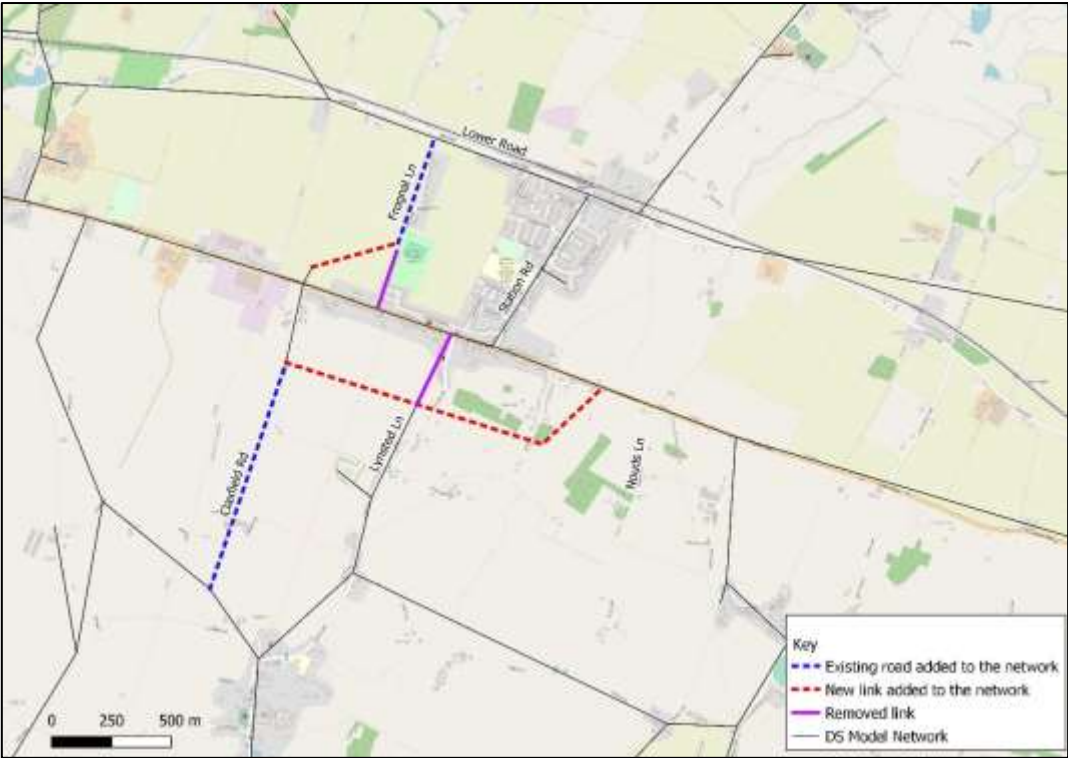 Lower Road
Frognal Ln
Station Rd
Lynsted Ln
Claxfield Rd
Nouds Ln
Key
Existing road added to the network
New link added to the network
Removed link
DS Model Network
0 250 500 m